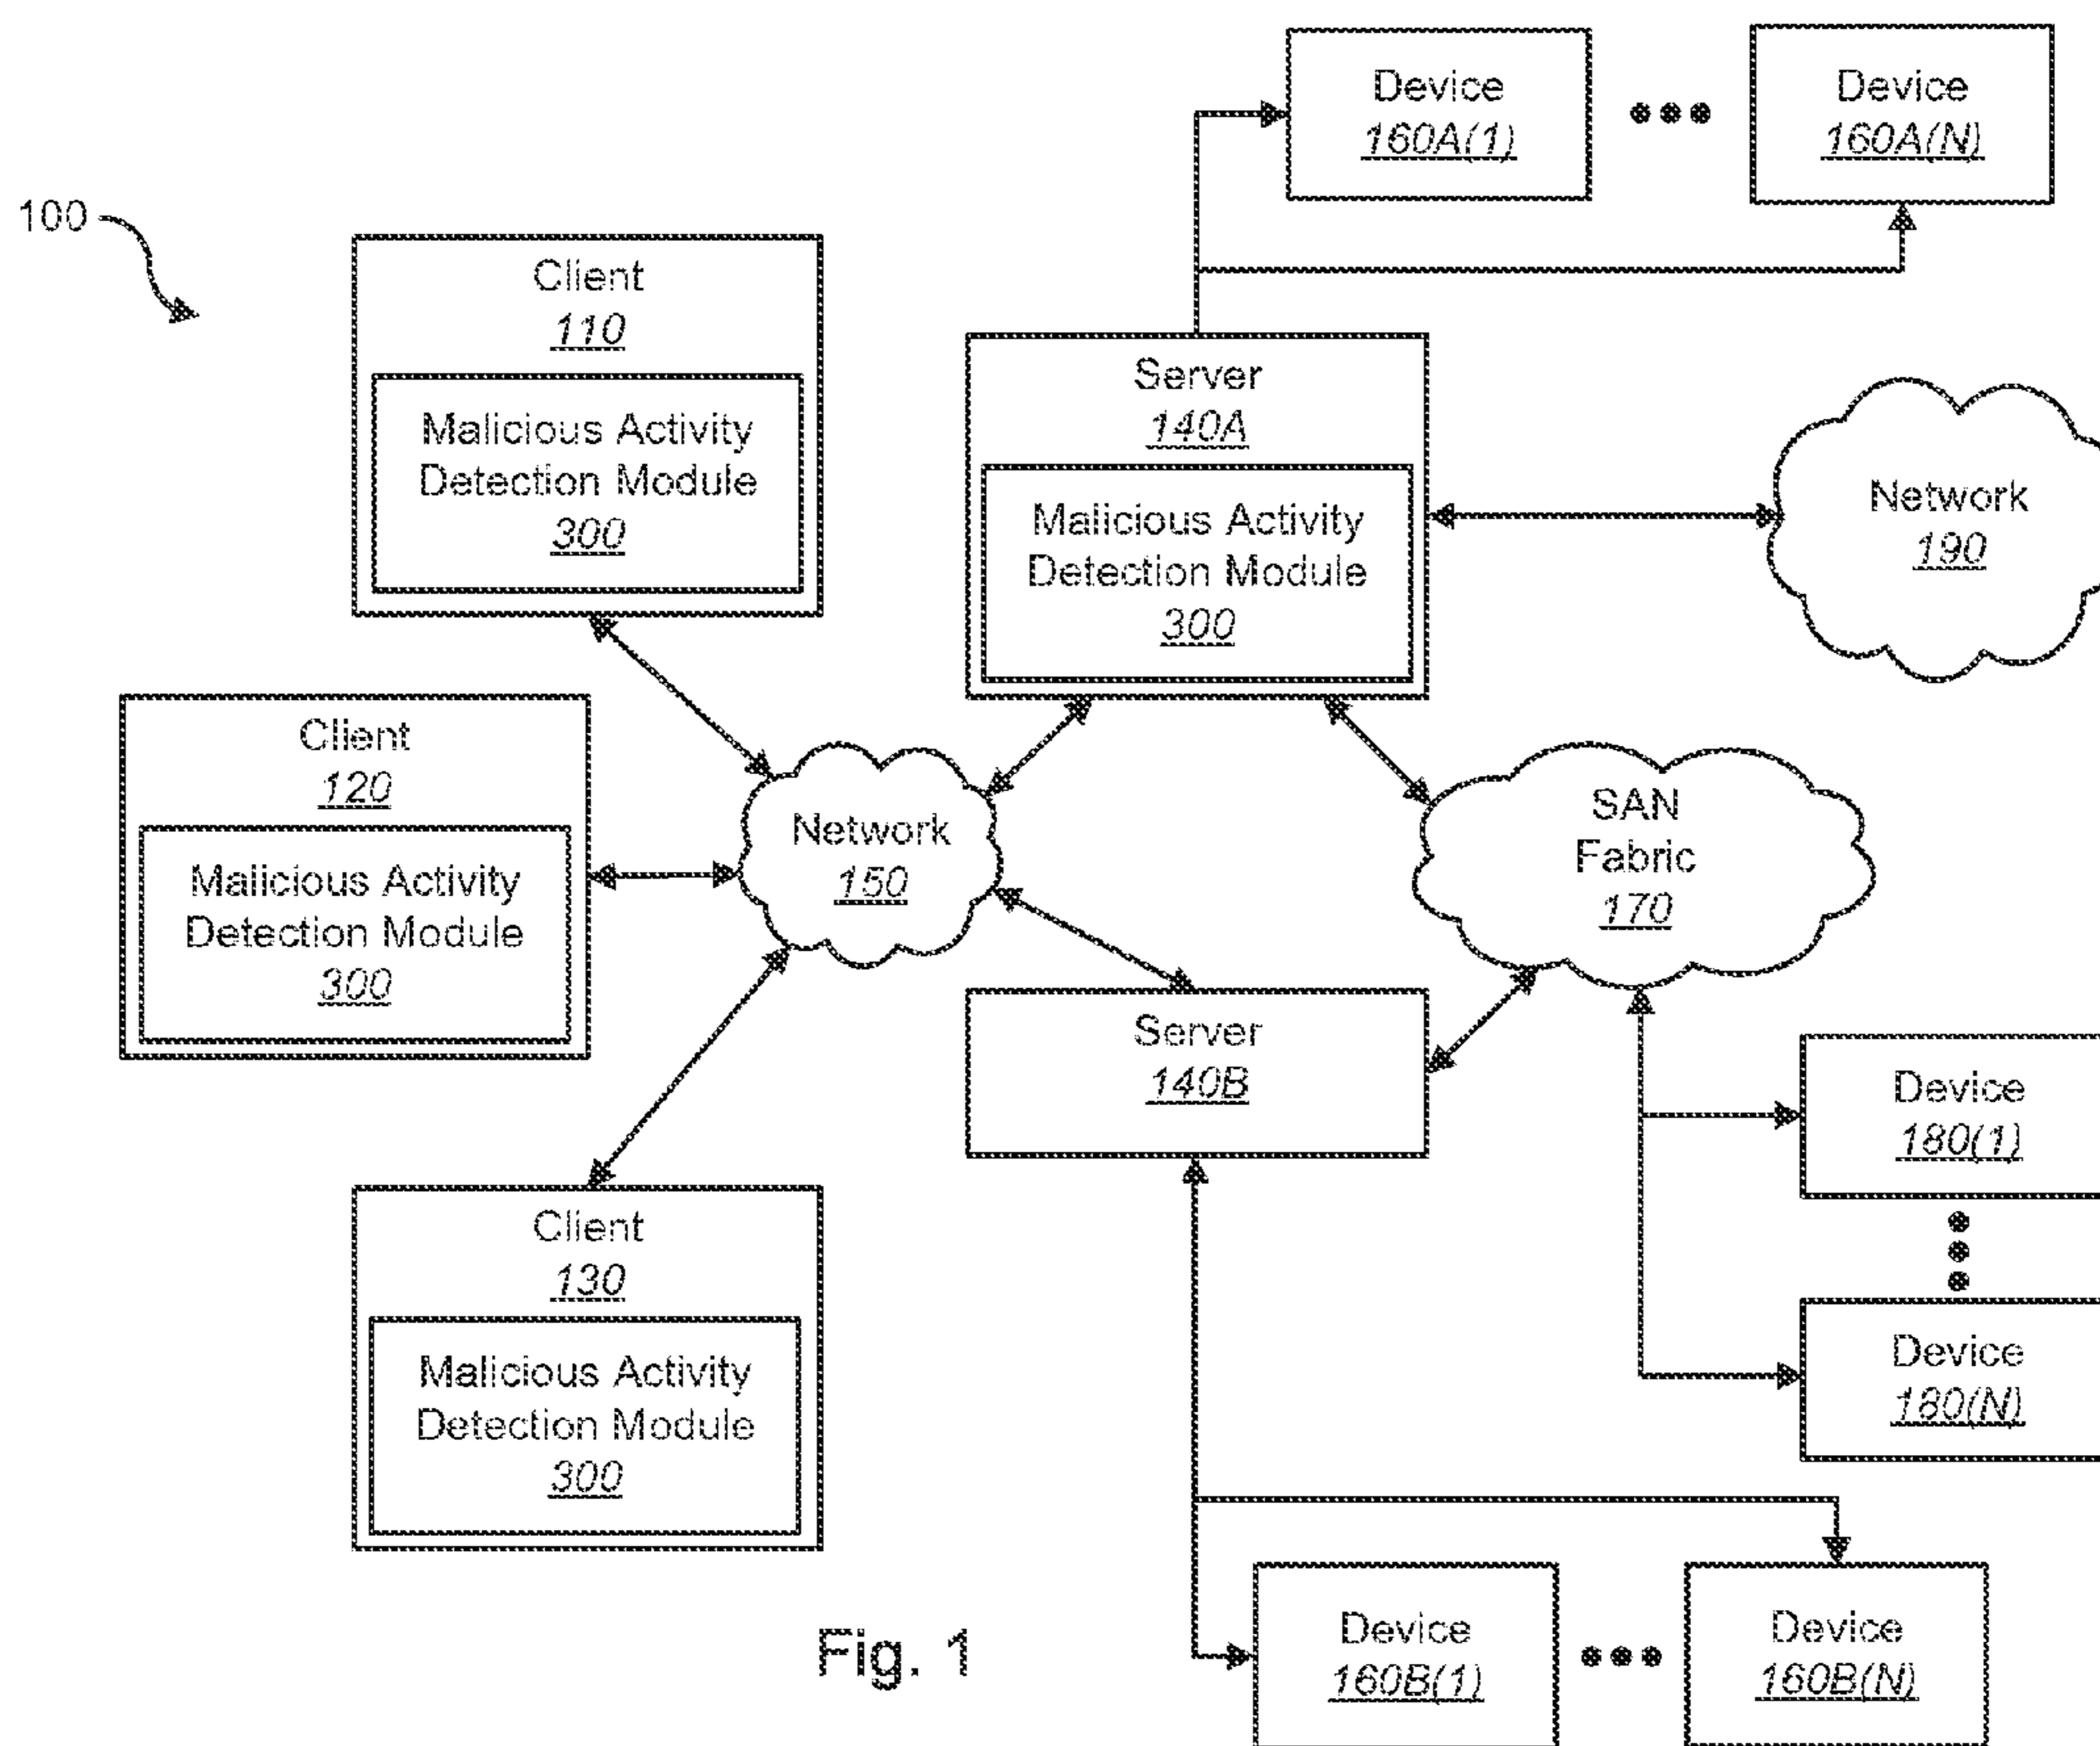 100
Device
160A(1)
Device
160A(N)
Client
110
Malicious Activity
Detection Module
300
Server
140A
Malicious Activity
Detection Module
300
Network
190
Client
120
Malicious Activity
Detection Module
300
Network
150
SAN
Fabric
170
Server
140B
Device
180(1)
Device
180(N)
Client
130
Malicious Activity
Detection Module
300
Device
160B(1)
Device
160B(N)
Fig. 1